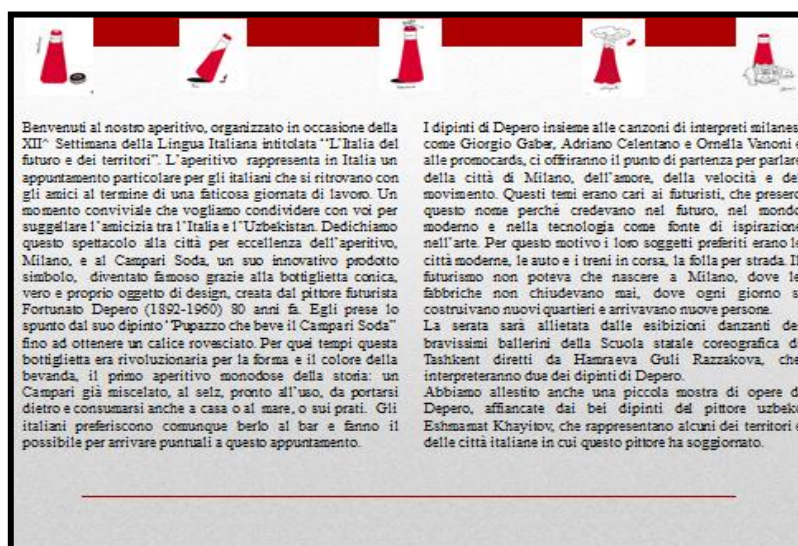 Benvenuti al nostro aperitivo, organizzato in occasione della
XII^ Settimana della Lingua Italiana intitolata “L’Italia del
futuro e dei territori”. L’aperitivo rappresenta in Italia un
appuntamento particolare per gli italiani che si ritrovano con
gli amici al termine di una faticosa giornata di lavoro. Un
momento conviviale che vogliamo condividere con voi per
suggellare l’amicizia tra l’Italia e l’Uzbekistan. Dedichiamo
questo spettacolo alla città per eccellenza dell’aperitivo,
Milano, e al Campari Soda, un suo innovativo prodotto
simbolo, diventato famoso grazie alla bottiglietta conica,
vero e proprio oggetto di design, creata dal pittore futurista
Fortunato Depero (1892-1960) 80 anni fa. Egli prese lo
spunto dal suo dipinto “Pupazzo che beve il Campari Soda”
fino ad ottenere un calice rovesciato. Per quei tempi questa
bottiglietta era rivoluzionaria per la forma e il colore della
bevanda, il primo aperitivo monodose della storia: un
Campari già miscelato, al selz, pronto all’uso, da portarsi
dietro e consumarsi anche a casa o al mare, o sui prati. Gli
italiani preferiscono comunque berlo al bar e fanno il
possibile per arrivare puntuali a questo appuntamento.
I dipinti di Depero insieme alle canzoni di interpreti milanes
come Giorgio Gaber, Adriano Celentano e Ornella Vanoni e
alle promocards, ci offriranno il punto di partenza per parlare
della città di Milano, dell’amore, della velocità e de
movimento. Questi temi erano cari ai futuristi, che presero
questo nome perchè credevano nel futuro, nel mondo
moderno e nella tecnologia come fonte di ispirazione
nell’arte. Per questo motivo i loro soggetti preferiti erano le
città moderne, le auto e i treni in corsa, la folla per strada. Il
futurismo non poteva che nascere a Milano, dove le
fabbriche non chiudevano mai, dove ogni giorno s
costruivano nuovi quartieri e arrivavano nuove persone.
La serata sarà allietata dalle esibizioni danzanti de
bravissimi ballerini della Scuola statale coreografica di
Tashkent diretti da Hamraeva Guli Razzakova, che
interpreteranno due dei dipinti di Depero.
Abbiamo allestito anche una piccola mostra di opere d
Depero, affiancate dai bei dipinti del pittore uzbeko
Eshmamat Khayitov, che rappresentano alcuni dei territori e
delle città italiane in cui questo pittore ha soggiornato.